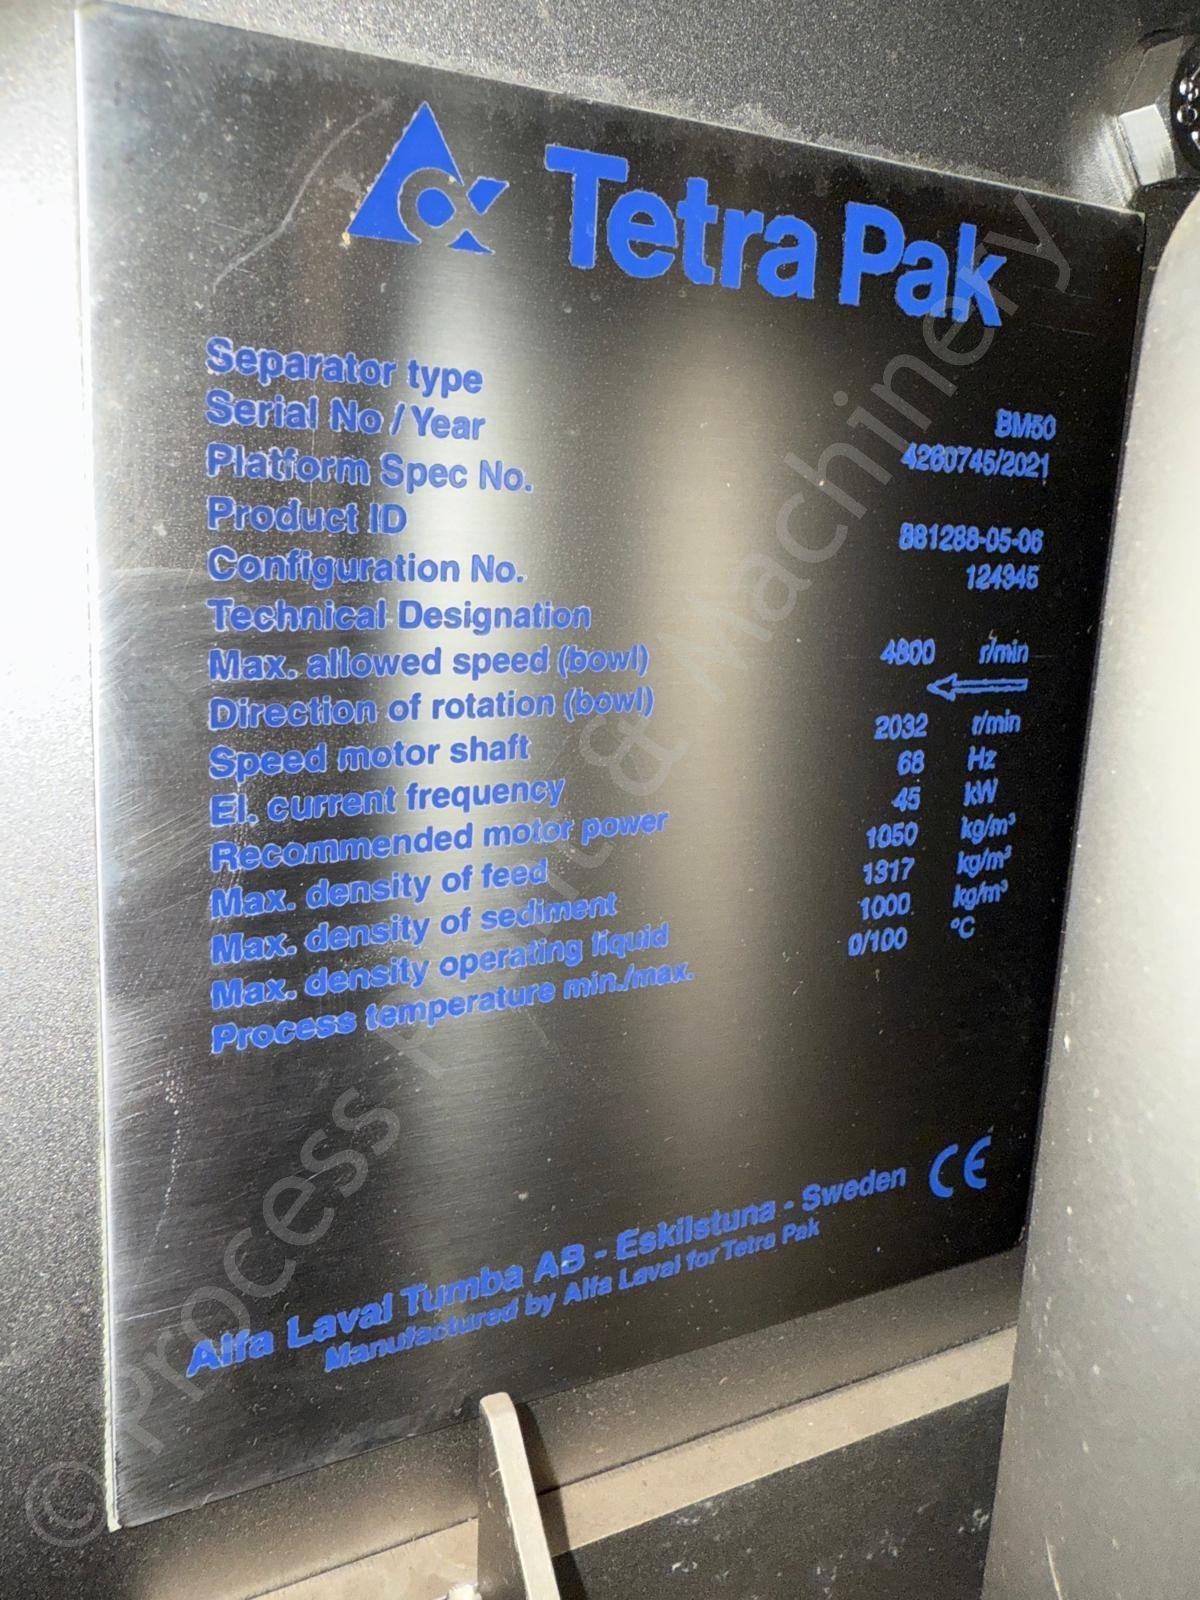 Tetra Pak
Separator type BM50
Serial No / Year 4260745/2021
Platform Spec No.
Product ID 881288-05-06
Configuration No. 124345
Technical Designation
Max. allowed speed (bowl) 4800 r/min
Direction of rotation (bowl)
Speed motor shaft 2032 r/min
El. current frequency 68 Hz
Recommended motor power 45 kW
Max. density of feed 1050 kg/m³
Max. density of sediment 1317 kg/m³
Max. density operating liquid 1000 kg/m³
Process temperature min./max. 0/100 °C
Alfa Laval Tumba AB - Eskilstuna - Sweden CE
Manufactured by Alfa Laval for Tetra Pak
© Process Plant & Machinery